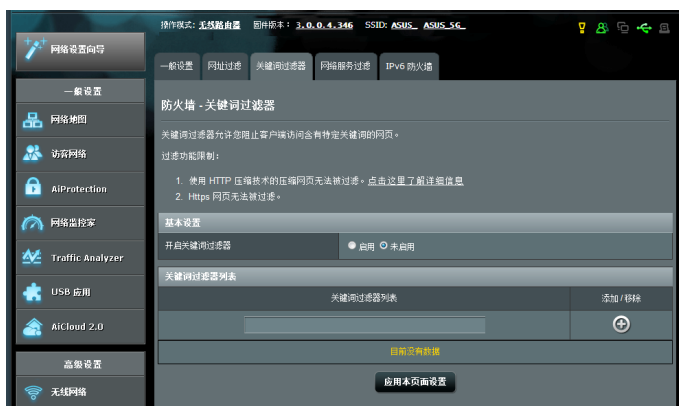 操作模式: 无线路由器 固件版本: 3.0.0.4.346 SSID: ASUS_ ASUS_5G_
网络设置向导
一般设置 网址过滤 关键词过滤器 网络服务过滤 IPv6 防火墙
一般设置
网络地图
访客网络
AiProtection
网络监控家
Traffic Analyzer
USB 应用
AiCloud 2.0
高级设置
无线网络
防火墙 - 关键词过滤器
关键词过滤器允许您阻止客户端访问含有特定关键词的网页。
过滤功能限制:
1. 使用 HTTP 压缩技术的压缩网页无法被过滤。点击这里了解详细信息
2. Https 网页无法被过滤。
基本设置
开启关键词过滤器 启用 未启用
关键词过滤器列表
关键词过滤器列表 添加/移除
目前没有数据
应用本页面设置